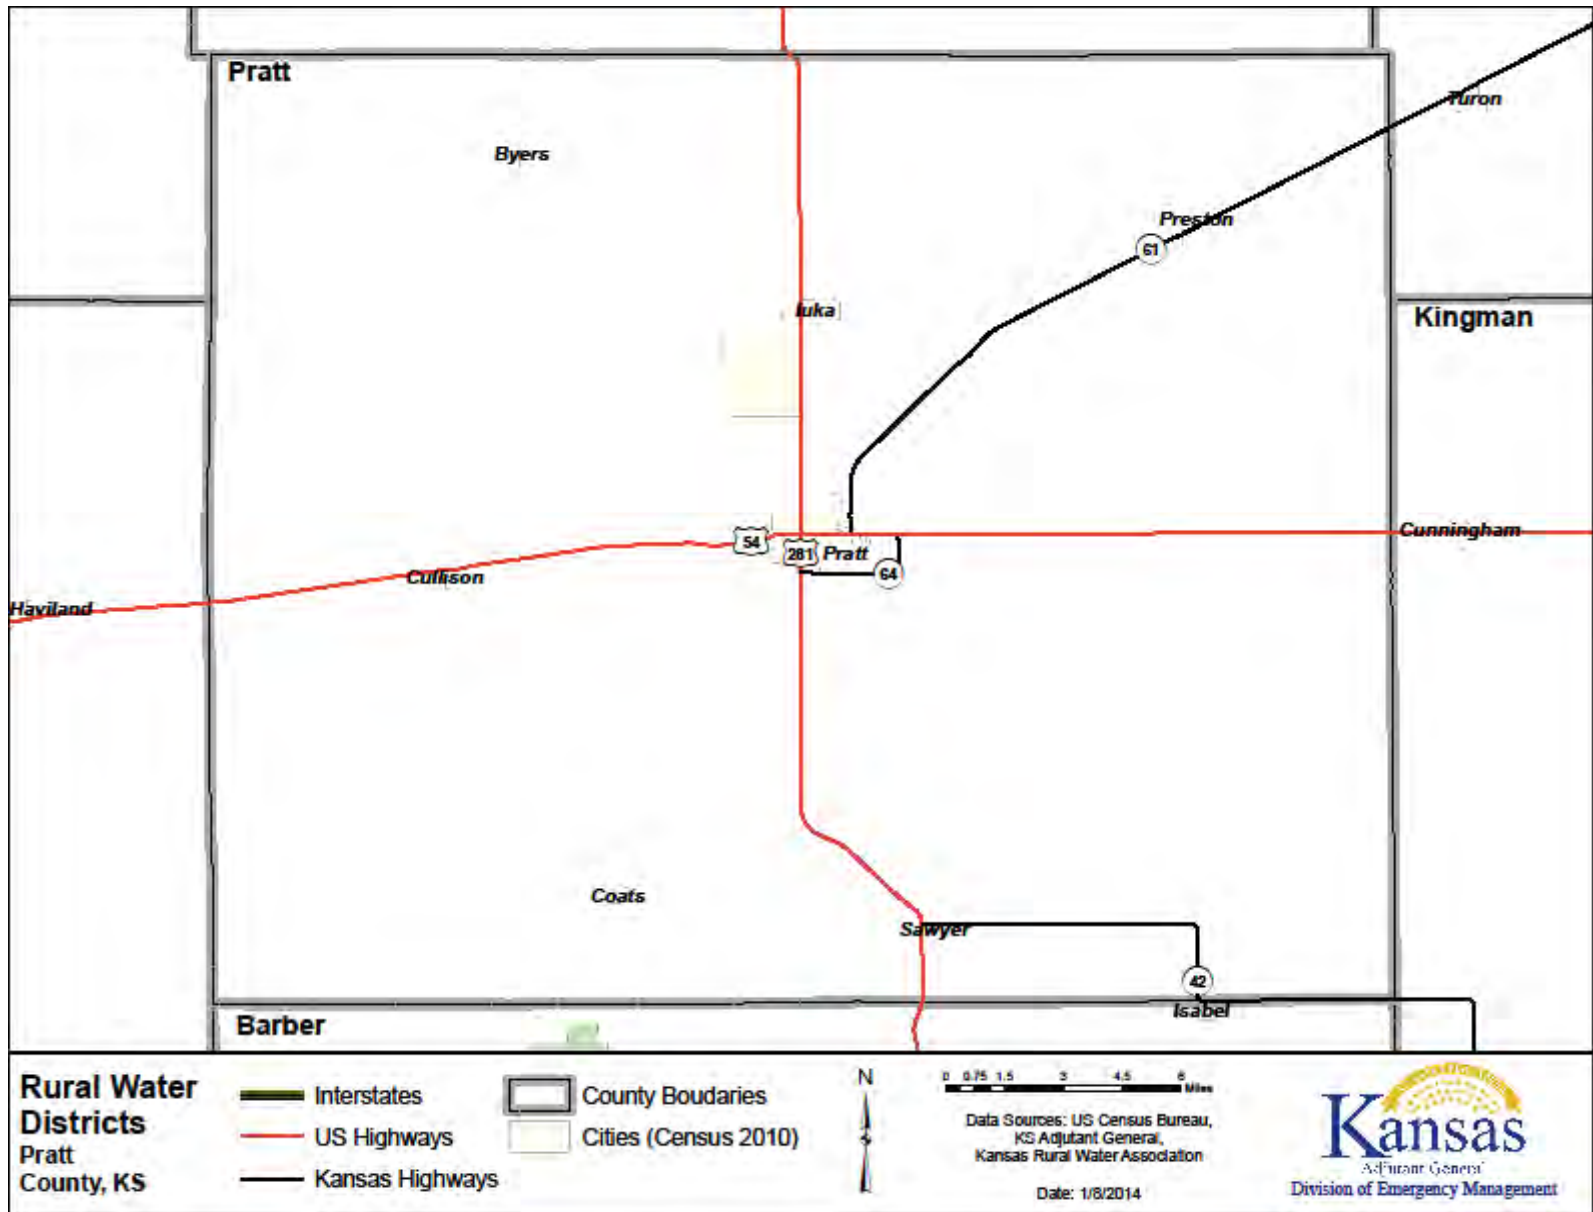 Pratt
Turon
Byers
Preston
61
Iuka
Kingman
Cunningham
54
281
Pratt
64
Cullison
Haviland
Coats
Sawyer
42
Isabel
Barber
Rural Water
Districts
Pratt
County, KS
Interstates
US Highways
Kansas Highways
County Boudaries
Cities (Census 2010)
N
0 0.75 1.5 3 4.5 6
Miles
Data Sources: US Census Bureau,
KS Adjutant General,
Kansas Rural Water Association
Date: 1/8/2014
Kansas
Adjutant General
Division of Emergency Management